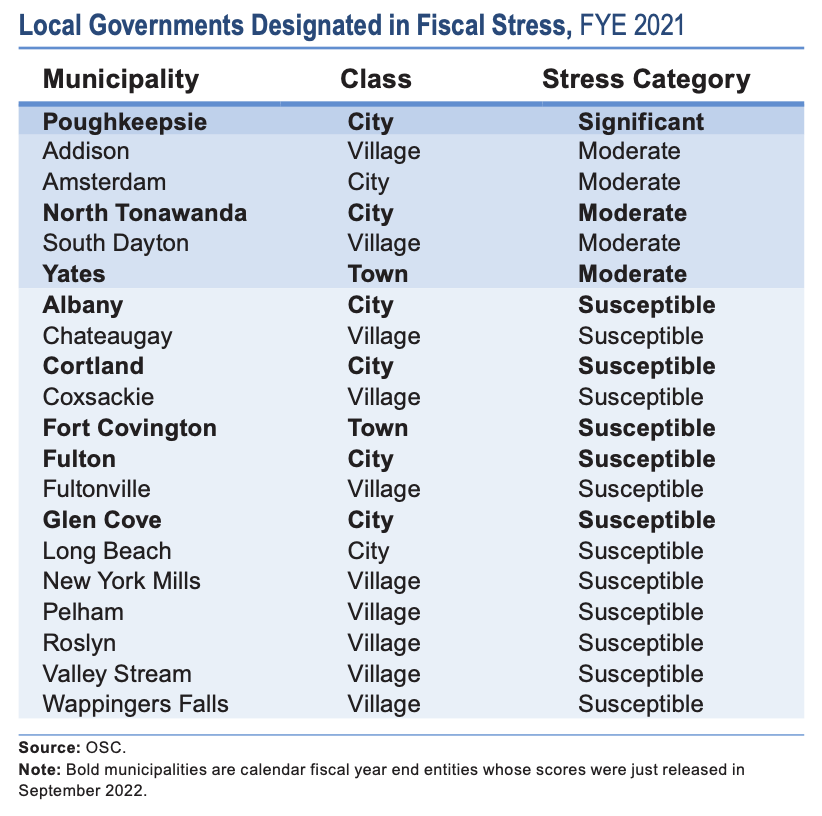 Local Governments Designated in Fiscal Stress, FYE 2021
Municipality Class Stress Category
Poughkeepsie City Significant
Addison Village Moderate
Amsterdam City Moderate
North Tonawanda City Moderate
South Dayton Village Moderate
Yates Town Moderate
Albany City Susceptible
Chateaugay Village Susceptible
Cortland City Susceptible
Coxsackie Village Susceptible
Fort Covington Town Susceptible
Fulton City Susceptible
Fultonville Village Susceptible
Glen Cove City Susceptible
Long Beach City Susceptible
New York Mills Village Susceptible
Pelham Village Susceptible
Roslyn Village Susceptible
Valley Stream Village Susceptible
Wappingers Falls Village Susceptible
Source: OSC.
Note: Bold municipalities are calendar fiscal year end entities whose scores were just released in
September 2022.